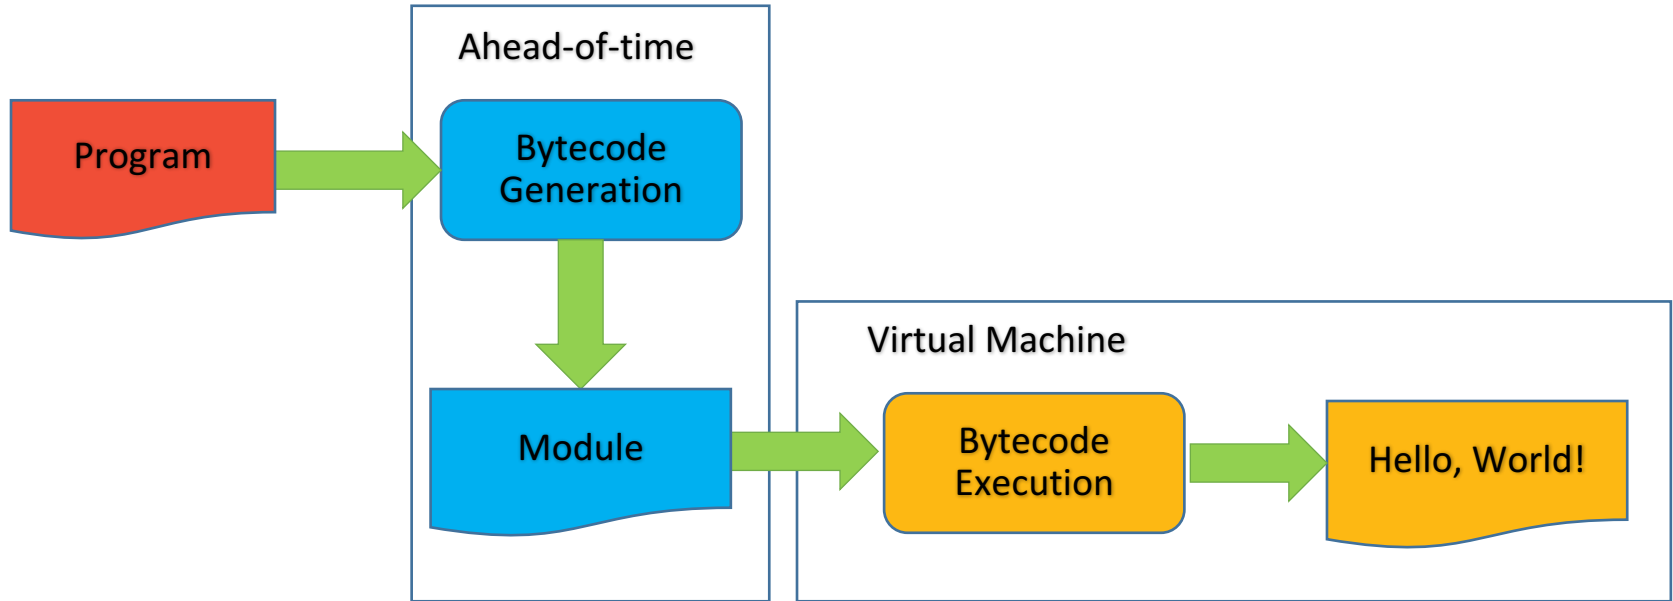 Ahead-of-time
Program
Bytecode
Generation
Virtual Machine
Module
Bytecode
Execution
Hello, World!